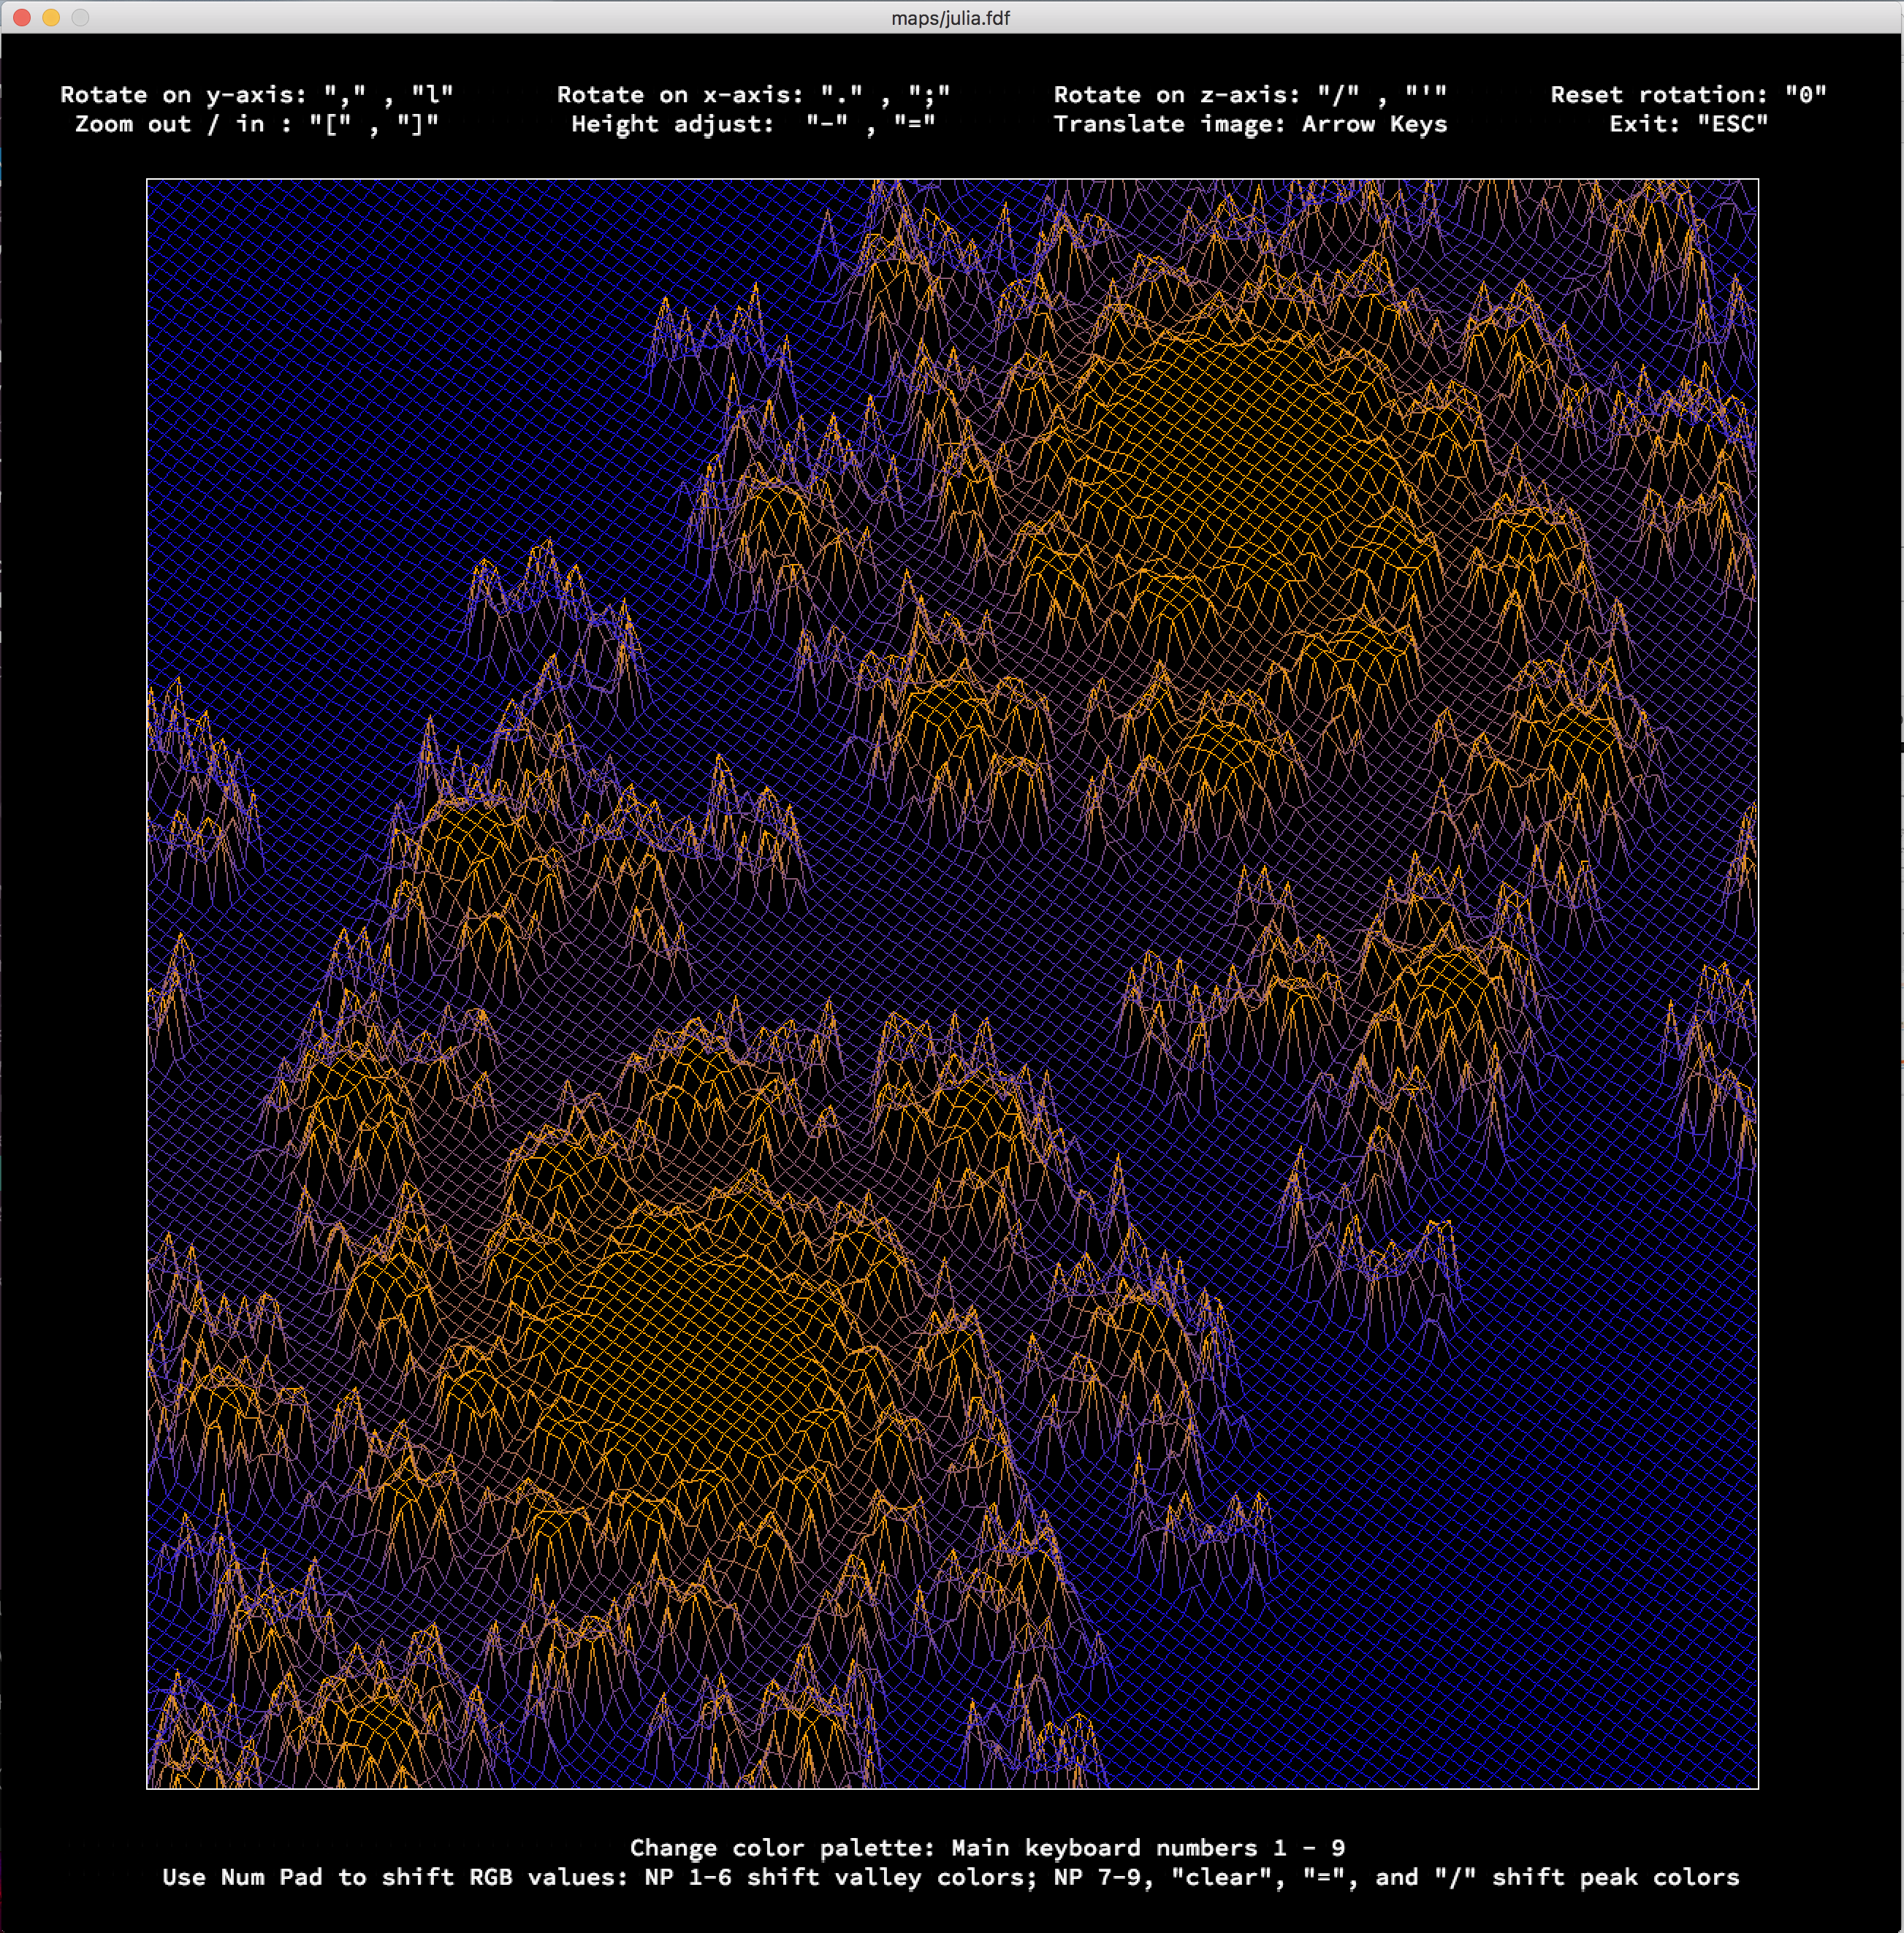 maps/julia.fdf
Rotate on y-axis: "," , "l" Rotate on x-axis: "." , ";" Rotate on z-axis: "/" , "'" Reset rotation: "0"
Zoom out / in : "[" , "]" Height adjust: "-" , "=" Translate image: Arrow Keys Exit: "ESC"
Change color palette: Main keyboard numbers 1 - 9
Use Num Pad to shift RGB values: NP 1-6 shift valley colors; NP 7-9, "clear", "=", and "/" shift peak colors